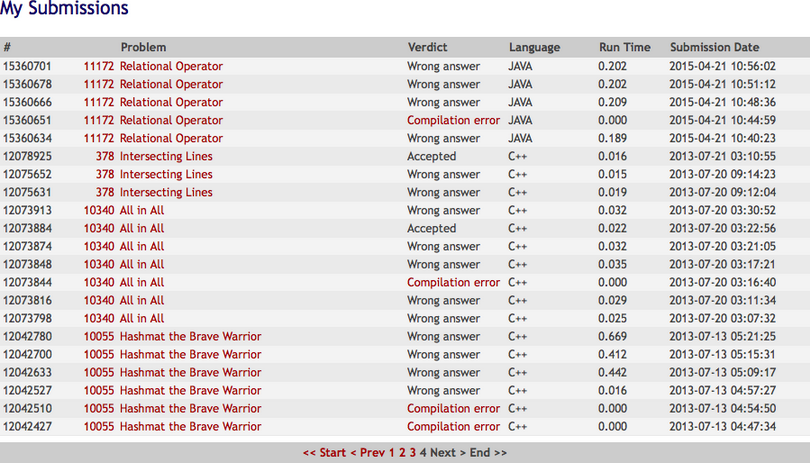 My Submissions
# Problem Verdict Language Run Time Submission Date
15360701 11172 Relational Operator Wrong answer JAVA 0.202 2015-04-21 10:56:02
15360678 11172 Relational Operator Wrong answer JAVA 0.202 2015-04-21 10:51:12
15360666 11172 Relational Operator Wrong answer JAVA 0.209 2015-04-21 10:48:36
15360651 11172 Relational Operator Compilation error JAVA 0.000 2015-04-21 10:44:59
15360634 11172 Relational Operator Wrong answer JAVA 0.189 2015-04-21 10:40:23
12078925 378 Intersecting Lines Accepted C++ 0.016 2013-07-21 03:10:55
12075652 378 Intersecting Lines Wrong answer C++ 0.015 2013-07-20 09:14:23
12075631 378 Intersecting Lines Wrong answer C++ 0.019 2013-07-20 09:12:04
12073913 10340 All in All Wrong answer C++ 0.032 2013-07-20 03:30:52
12073884 10340 All in All Accepted C++ 0.022 2013-07-20 03:22:56
12073874 10340 All in All Wrong answer C++ 0.032 2013-07-20 03:21:05
12073848 10340 All in All Wrong answer C++ 0.035 2013-07-20 03:17:21
12073844 10340 All in All Compilation error C++ 0.000 2013-07-20 03:16:40
12073816 10340 All in All Wrong answer C++ 0.029 2013-07-20 03:11:34
12073798 10340 All in All Wrong answer C++ 0.025 2013-07-20 03:07:32
12042780 10055 Hashmat the Brave Warrior Wrong answer C++ 0.669 2013-07-13 05:21:25
12042700 10055 Hashmat the Brave Warrior Wrong answer C++ 0.412 2013-07-13 05:15:31
12042633 10055 Hashmat the Brave Warrior Wrong answer C++ 0.442 2013-07-13 05:09:17
12042527 10055 Hashmat the Brave Warrior Wrong answer C++ 0.016 2013-07-13 04:57:27
12042510 10055 Hashmat the Brave Warrior Compilation error C++ 0.000 2013-07-13 04:54:50
12042427 10055 Hashmat the Brave Warrior Compilation error C++ 0.000 2013-07-13 04:47:34
<< Start < Prev 1 2 3 4 Next > End >>